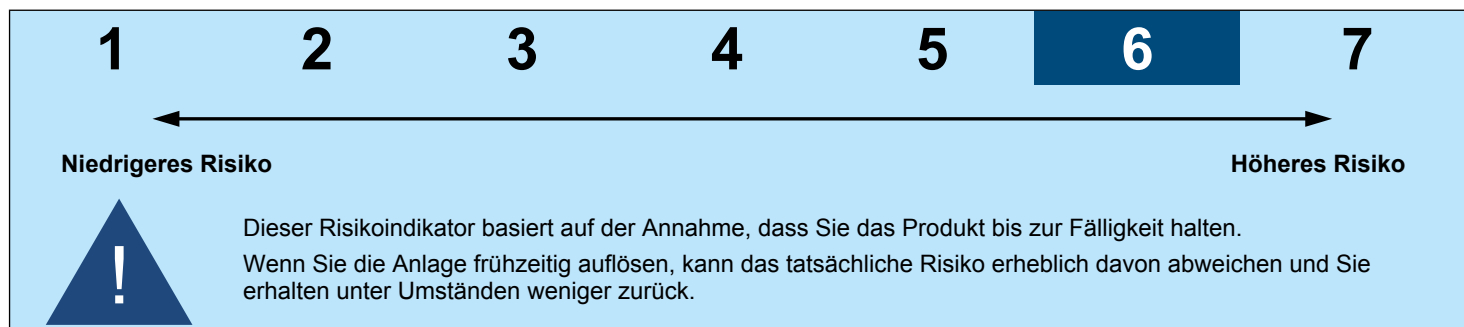 1 2 3 4 5 6 7
Niedrigeres Risiko Höheres Risiko
!
Dieser Risikoindikator basiert auf der Annahme, dass Sie das Produkt bis zur Fälligkeit halten.
Wenn Sie die Anlage frühzeitig auflösen, kann das tatsächliche Risiko erheblich davon abweichen und Sie
erhalten unter Umständen weniger zurück.